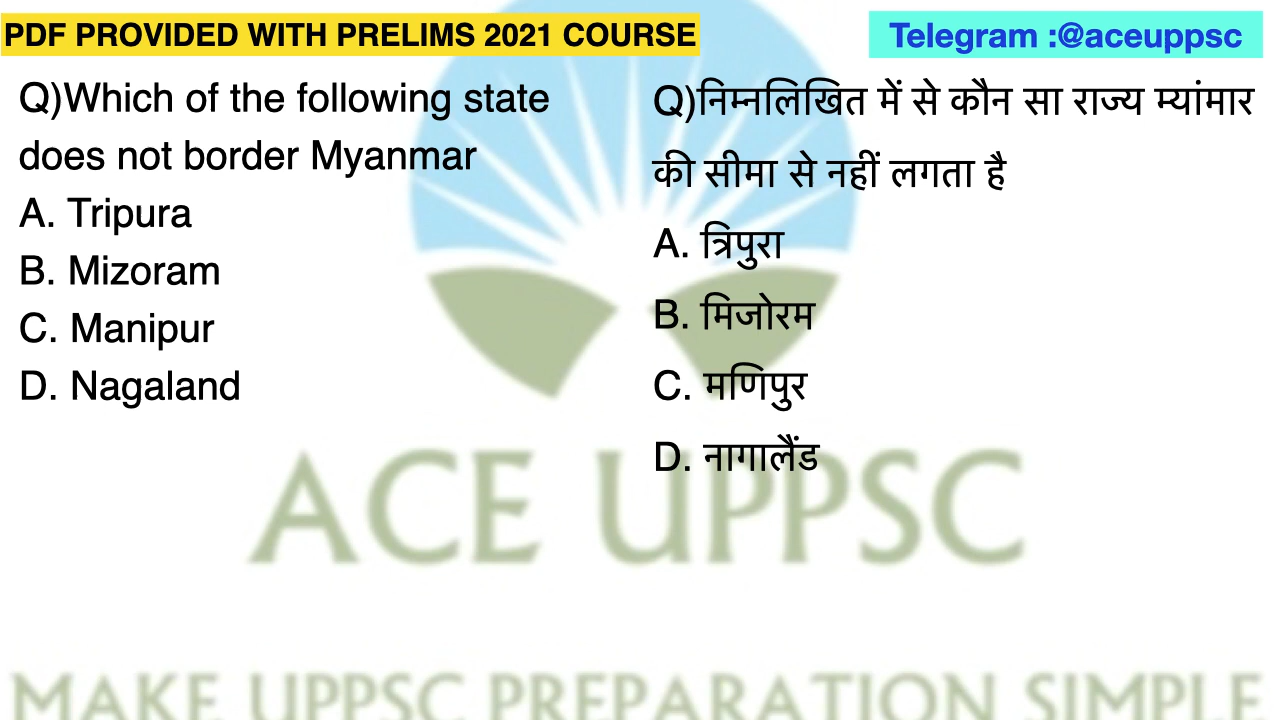 PDF PROVIDED WITH PRELIMS 2021 COURSE
Telegram :@aceuppsc
Q)Which of the following state
does not border Myanmar
A. Tripura
B. Mizoram
C. Manipur
D. Nagaland
Q)निम्नलिखित में से कौन सा राज्य म्यांमार
की सीमा से नहीं लगता है
A. त्रिपुरा
B. मिजोरम
C. मणिपुर
D. नागालैंड
ACE UPPSC
MAKE UPPSC PREPARATION SIMPLE